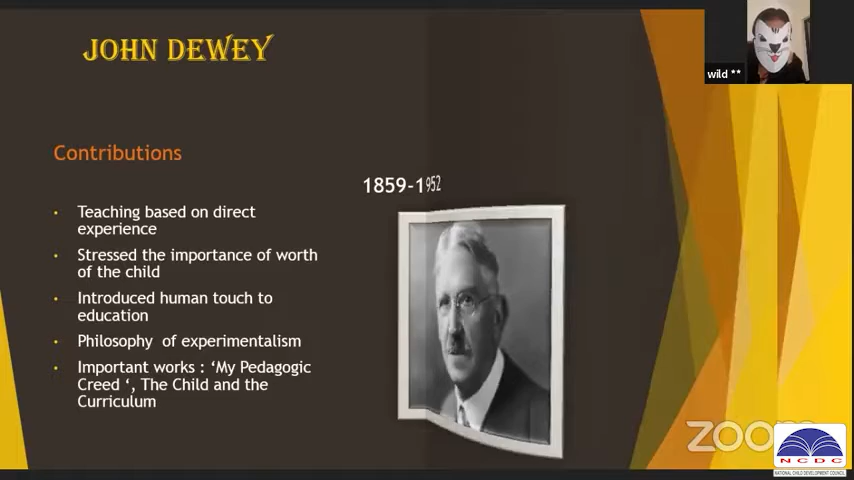 JOHN DEWEY
wild **
Contributions
1859-1952
• Teaching based on direct
experience
• Stressed the importance of worth
of the child
• Introduced human touch to
education
• Philosophy of experimentalism
• Important works : ‘My Pedagogic
Creed ‘, The Child and the
Curriculum
zoom
NCDC
NATIONAL CHILD DEVELOPMENT COUNCIL